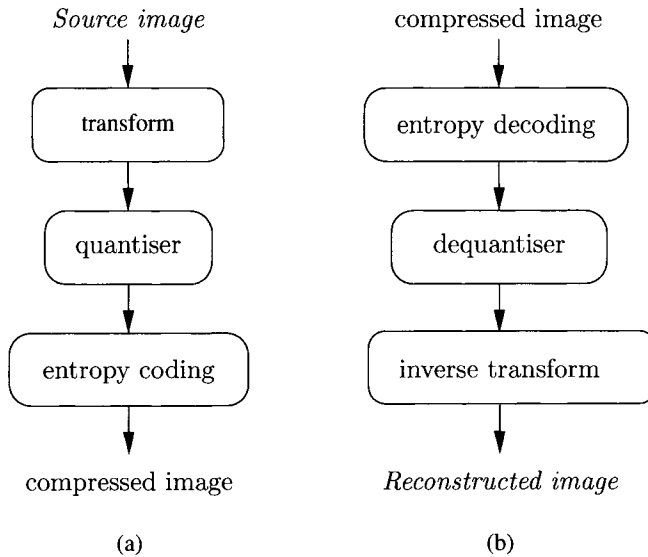 Source image
transform
quantiser
entropy coding
compressed image
(a)
compressed image
entropy decoding
dequantiser
inverse transform
Reconstructed image
(b)